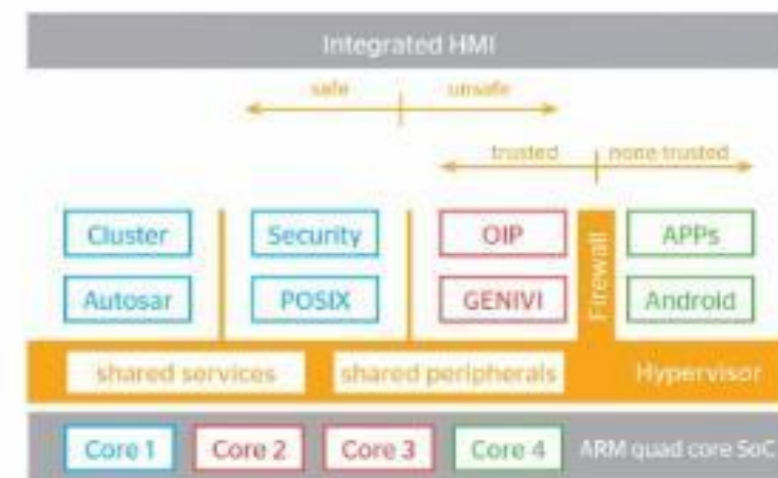 Integrated HMI
safe unsafe
trusted none trusted
Cluster Security OIP APPs
Autosar POSIX GENIVI Firewall Android
shared services shared peripherals Hypervisor
Core 1 Core 2 Core 3 Core 4 ARM quad core SoC